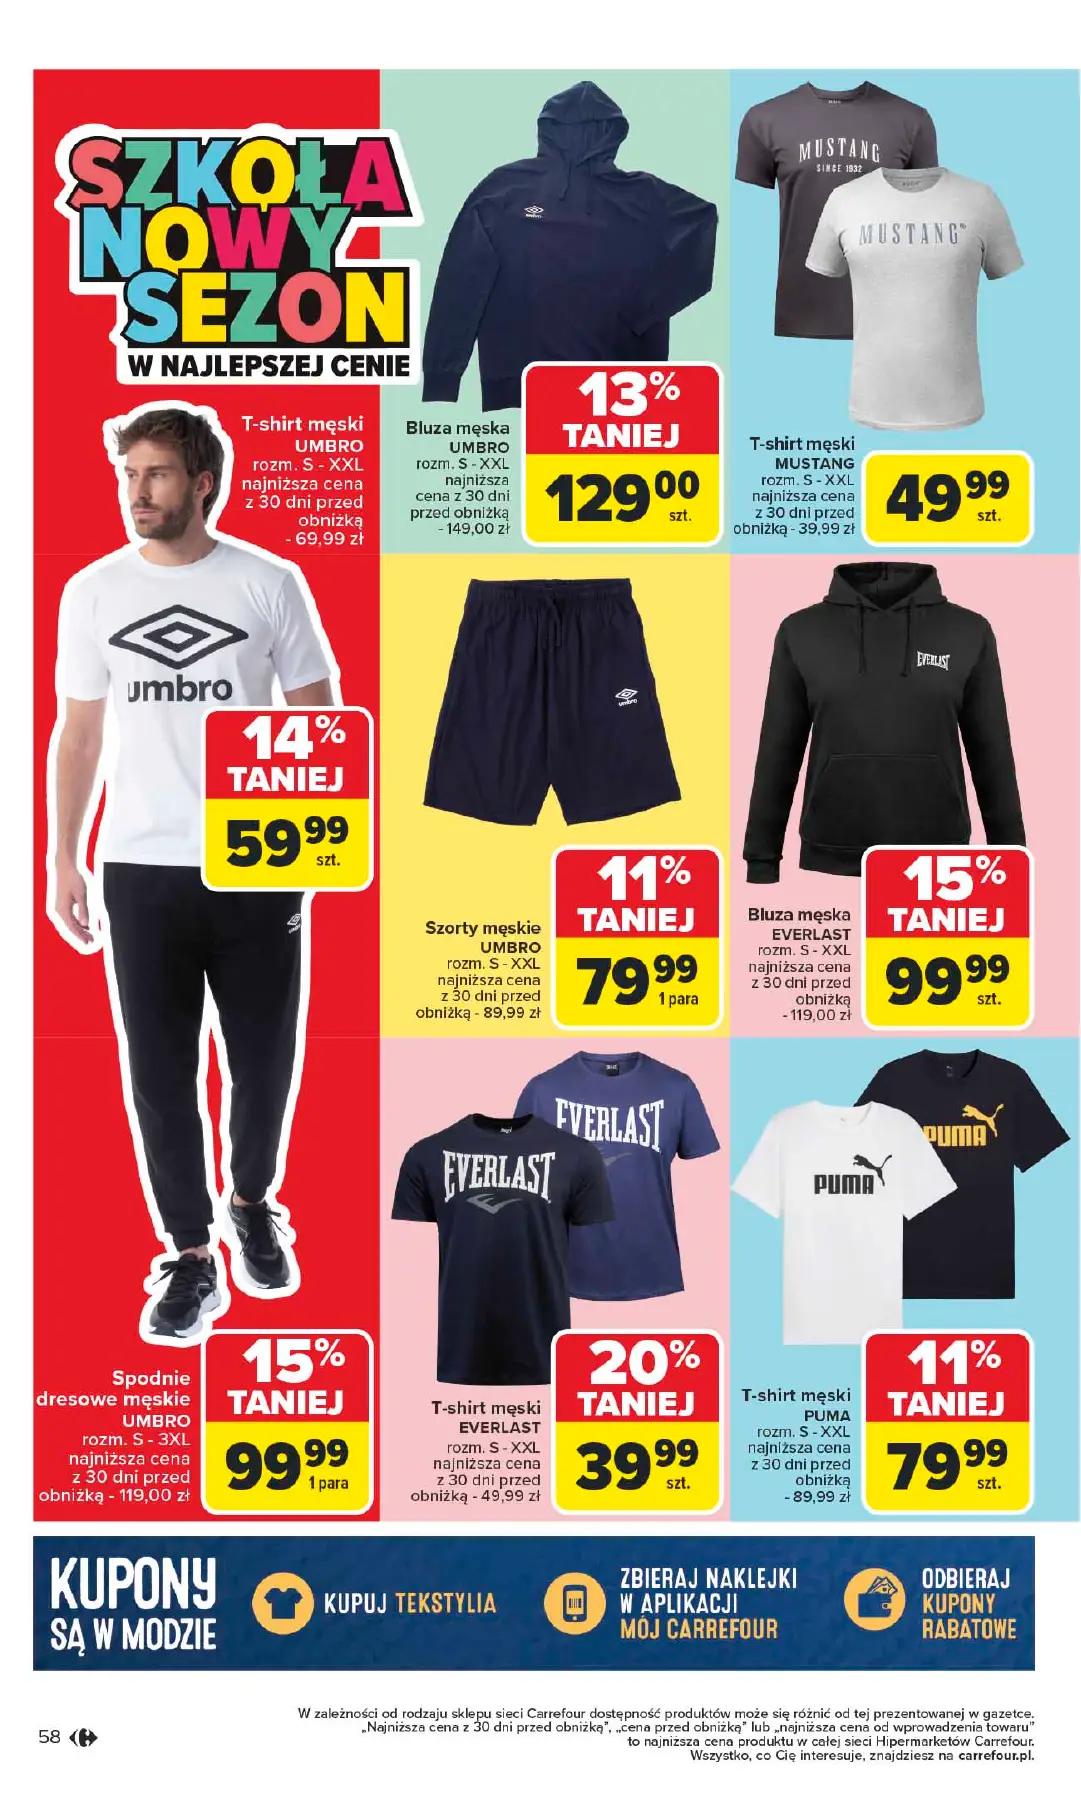 SZKOŁA
NOWY
SEZON
W NAJLEPSZEJ CENIE
T-shirt męski
UMBRO
rozm. S - XXL
najniższa cena
z 30 dni przed
obniżką
- 69,99 zł
umbro
14%
TANIEJ
59 99
szt.
umbro
Bluza męska
UMBRO
rozm. S - XXL
najniższa
cena z 30 dni
przed obniżką
- 149,00 zł
13%
TANIEJ
129 00
szt.
MUSTANG
SINCE 1932
MUSTANG
T-shirt męski
MUSTANG
rozm. S - XXL
najniższa cena
z 30 dni przed
obniżką - 39,99 zł
49 99
szt.
umbro
Szorty męskie
UMBRO
rozm. S - XXL
najniższa cena
z 30 dni przed
obniżką - 89,99 zł
11%
TANIEJ
79 99
1 para
EVERLAST
Bluza męska
EVERLAST
rozm. S - XXL
najniższa cena
z 30 dni przed
obniżką
- 119,00 zł
15%
TANIEJ
99 99
szt.
Spodnie
dresowe męskie
UMBRO
rozm. S - 3XL
najniższa cena
z 30 dni przed
obniżką - 119,00 zł
15%
TANIEJ
99 99
1 para
EVERLAST
EVERLAST
T-shirt męski
EVERLAST
rozm. S - XXL
najniższa cena
z 30 dni przed
obniżką - 49,99 zł
20%
TANIEJ
39 99
szt.
PUMA
PUMA
T-shirt męski
PUMA
rozm. S - XXL
najniższa cena
z 30 dni przed
obniżką
- 89,99 zł
11%
TANIEJ
79 99
szt.
KUPONY
SĄ W MODZIE
KUPUJ TEKSTYLIA
ZBIERAJ NAKLEJKI
W APLIKACJI
MÓJ CARREFOUR
ODBIERAJ
KUPONY
RABATOWE
W zależności od rodzaju sklepu sieci Carrefour dostępność produktów może się różnić od tej prezentowanej w gazetce.
„Najniższa cena z 30 dni przed obniżką”, „cena przed obniżką” lub „najniższa cena od wprowadzenia towaru”
to najniższa cena produktu w całej sieci Hipermarketów Carrefour.
Wszystko, co Cię interesuje, znajdziesz na carrefour.pl.
58